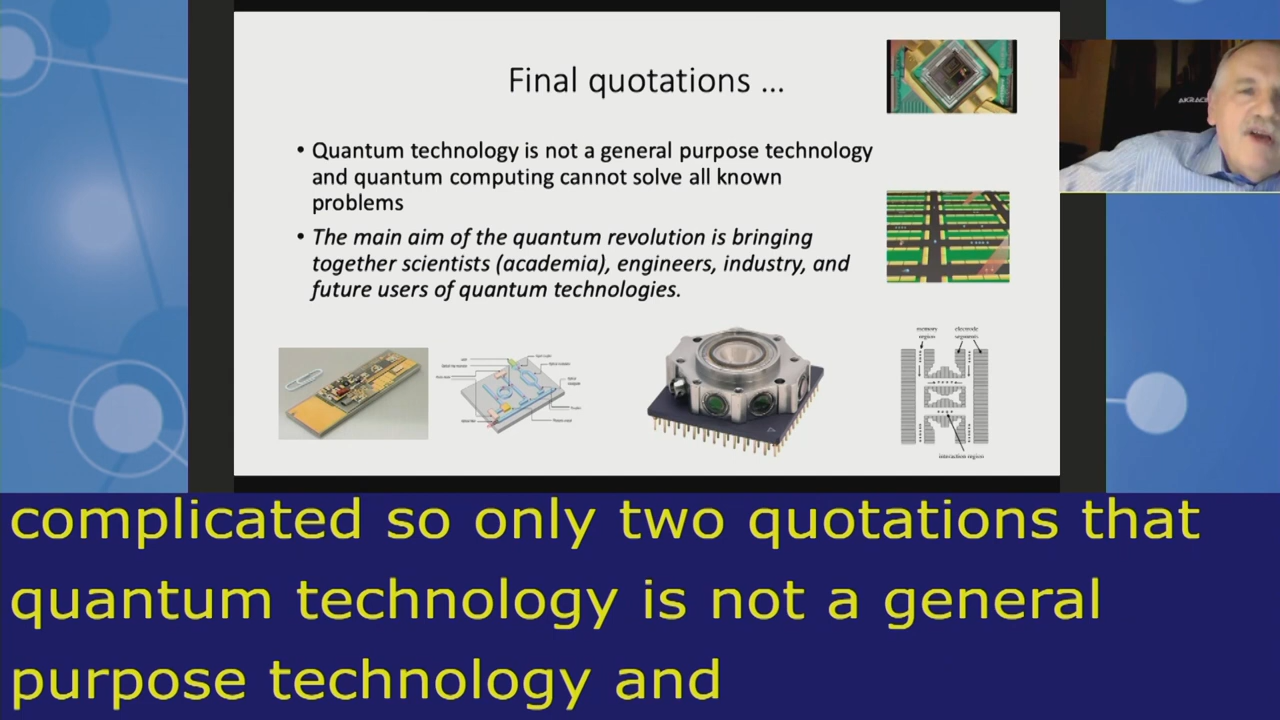 Final quotations ...
AKRAC
• Quantum technology is not a general purpose technology
and quantum computing cannot solve all known
problems
• The main aim of the quantum revolution is bringing
together scientists (academia), engineers, industry, and
future users of quantum technologies.
memory
region
electrode
segments
interaction region
complicated so only two quotations that
quantum technology is not a general
purpose technology and